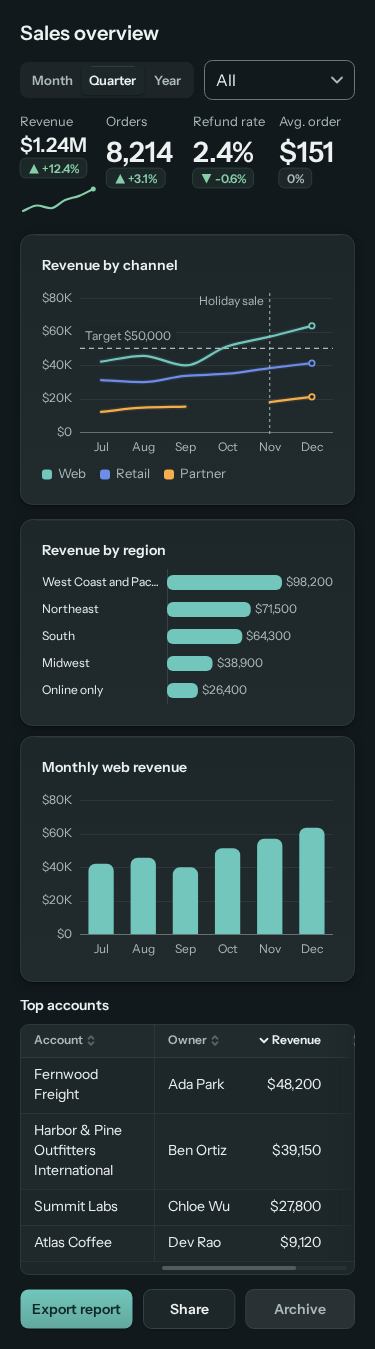 Sales overview
Month Quarter Year All
Revenue Orders Refund rate Avg. order
$1.24M 8,214 2.4% $151
▲ +12.4% ▲ +3.1% ▼ -0.6% 0%
Revenue by channel
$80K
Holiday sale
$60K
Target $50,000
$40K
$20K
$0
Jul Aug Sep Oct Nov Dec
Web Retail Partner
Revenue by region
West Coast and Pac... $98,200
Northeast $71,500
South $64,300
Midwest $38,900
Online only $26,400
Monthly web revenue
$80K
$60K
$40K
$20K
$0
Jul Aug Sep Oct Nov Dec
Top accounts
Account Owner Revenue
Fernwood
Freight
Ada Park $48,200
Harbor & Pine
Outfitters
International
Ben Ortiz $39,150
Summit Labs Chloe Wu $27,800
Atlas Coffee Dev Rao $9,120
Export report Share Archive